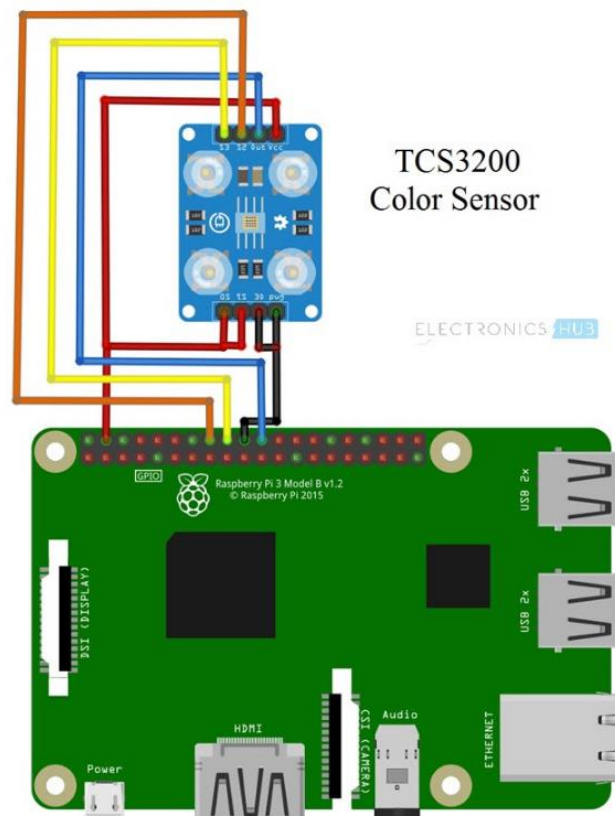 S3 S2 Out Vcc
TCS3200
Color Sensor
S0 S1 OE GND
ELECTRONICS HUB
GPIO
Raspberry Pi 3 Model B v1.2
© Raspberry Pi 2015
DSI (DISPLAY)
USB 2x
USB 2x
CSI (CAMERA)
Audio
ETHERNET
HDMI
Power